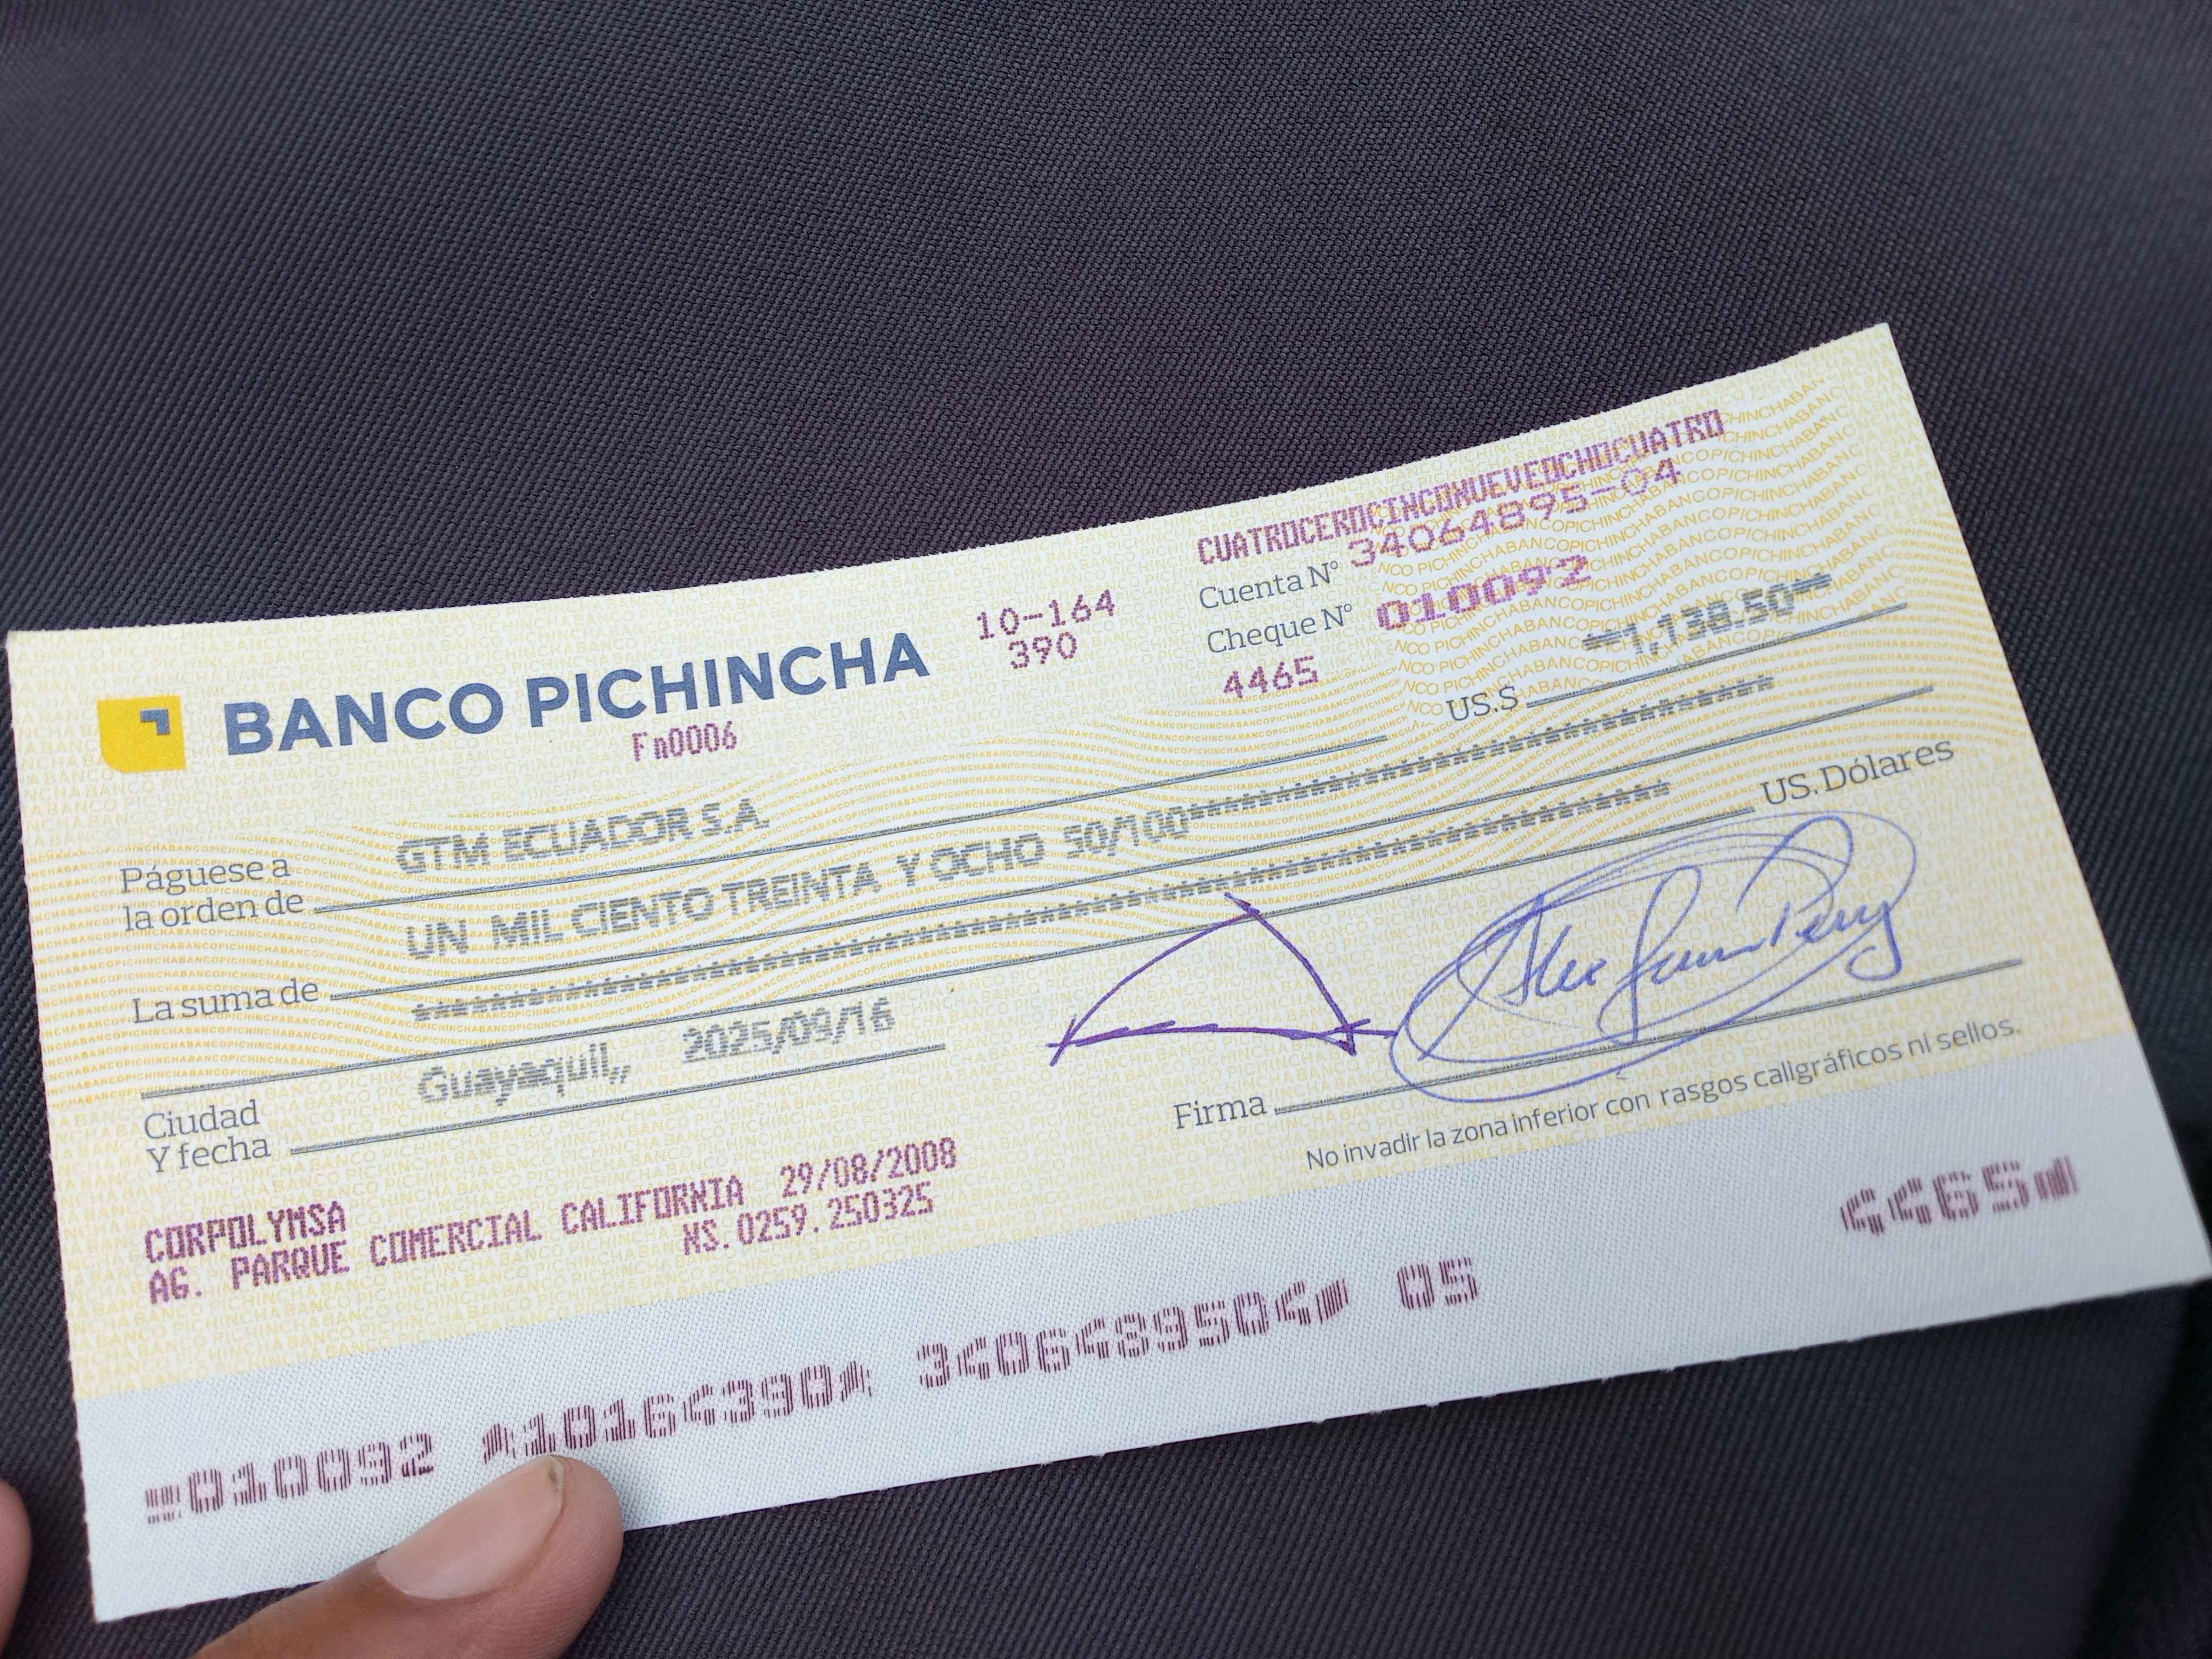 CUATROCEROCINCONUEVEOCHOCUATRO
BANCO PICHINCHA
10-164
390
Cuenta N° 34064895-04
Cheque N° 010092
4465
Fn0006
US.$ **1,138.50**
Páguese a
la orden de GTM ECUADOR S.A.
La suma de UN MIL CIENTO TREINTA Y OCHO 50/100
US. Dólares
Ciudad
Y fecha Guayaquil,, 2025/09/16
Firma
No invadir la zona inferior con rasgos caligráficos ni sellos.
CORPOLYMSA
AG. PARQUE COMERCIAL CALIFORNIA 29/08/2008
NS.0259.250325
010092 10164390 3406489504 05 4465